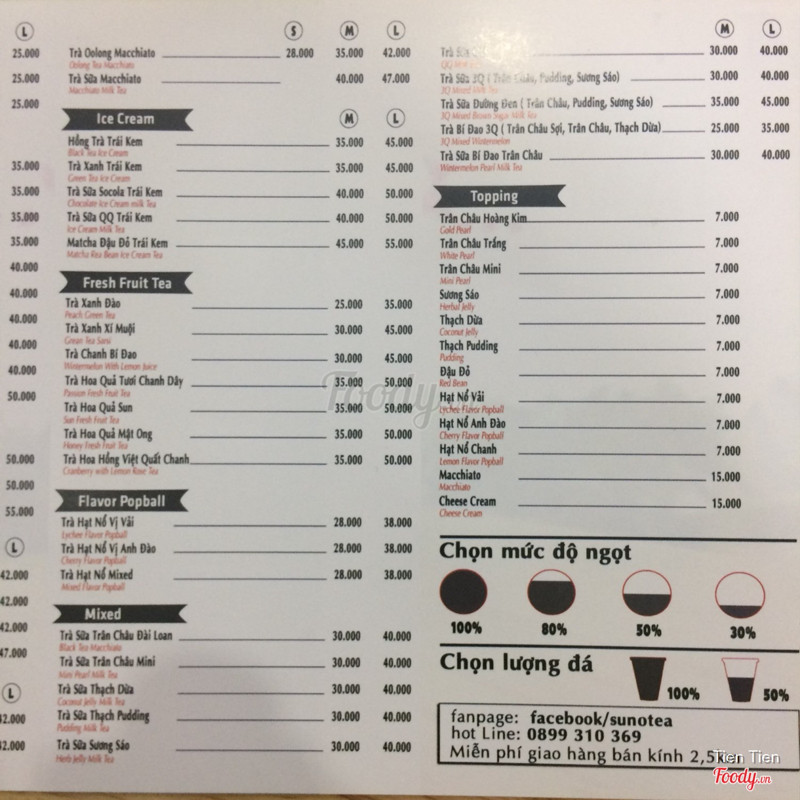 L
25.000
25.000
25.000
35.000
35.000
35.000
35.000
40.000
40.000
40.000
40.000
50.000
50.000
50.000
55.000
L
42.000
42.000
42.000
47.000
L
42.000
42.000
S M L
Trà Oolong Macchiato 28.000 35.000 42.000
Oolong Tea Macchiato
Trà Sữa Macchiato 40.000 47.000
Macchiato Milk Tea
Ice Cream M L
Hồng Trà Trái Kem 35.000 45.000
Black Tea Ice Cream
Trà Xanh Trái Kem 35.000 45.000
Green Tea Ice Cream
Trà Sữa Socola Trái Kem 40.000 50.000
Chocolate Ice Cream milk Tea
Trà Sữa QQ Trái Kem 40.000 50.000
Ice Cream Milk Tea
Matcha Đậu Đỏ Trái Kem 45.000 55.000
Matcha Rea Bean Ice Cream Tea
Fresh Fruit Tea
Trà Xanh Đào 25.000 35.000
Peach Green Tea
Trà Xanh Xí Muội 30.000 45.000
Grean Tea Sami
Trà Chanh Bí Đao 30.000 45.000
Wintermelon With Lemon Juice
Trà Hoa Quả Tươi Chanh Dây 35.000 50.000
Passion Fresh Fruit Tea
Trà Hoa Quả Sun 35.000 50.000
Sun Fresh Fruit Tea
Trà Hoa Quả Mật Ong 35.000 50.000
Honey Fresh Fruit Tea
Trà Hoa Hồng Việt Quất Chanh 35.000 50.000
Cranberry with Lemon Rose Tea
Flavor Popball
Trà Hạt Nổ Vị Vải 28.000 38.000
Lychee Flavor Popball
Trà Hạt Nổ Vị Anh Đào 28.000 38.000
Cherry Flavor Popball
Trà Hạt Nổ Mixed 28.000 38.000
Mixed Flavor Popball
Mixed
Trà Sữa Trân Châu Đài Loan 30.000 40.000
Black Tea Macchiato
Trà Sữa Trân Châu Mini 30.000 40.000
Mini Pearl Milk Tea
Trà Sữa Thạch Dừa 30.000 40.000
Coconut Jelly Milk Tea
Trà Sữa Thạch Pudding 30.000 40.000
Pudding Milk Tea
Trà Sữa Sương Sáo 30.000 40.000
Herb Jelly Milk Tea
M L
Trà Sữa 30.000 40.000
Trà Sữa 3Q ( Trân Châu, Pudding, Sương Sáo) 30.000 40.000
3Q Mixed Milk Tea
Trà Sữa Đường Đen ( Trân Châu, Pudding, Sương Sáo) 35.000 45.000
3Q Mixed Brown Sugar Milk Tea
Trà Bí Đao 3Q ( Trân Châu Sợi, Trân Châu, Thạch Dừa) 25.000 35.000
3Q Mixed Wintermelon
Trà Sữa Bí Đao Trân Châu 30.000 40.000
Wintermelon Pearl Milk Tea
Topping
Trân Châu Hoàng Kim 7.000
Gold Pearl
Trân Châu Trắng 7.000
White Pearl
Trân Châu Mini 7.000
Mini Pearl
Sương Sáo 7.000
Herbal Jelly
Thạch Dừa 7.000
Coconut Jelly
Thạch Pudding 7.000
Pudding
Đậu Đỏ 7.000
Red Bean
Hạt Nổ Vải 7.000
Lychee Flavor Popball
Hạt Nổ Anh Đào 7.000
Cherry Flavor Popball
Hạt Nổ Chanh 7.000
Lemon Flavor Popball
Macchiato 15.000
Macchiato
Cheese Cream 15.000
Cheese Cream
Chọn mức độ ngọt
100% 80% 50% 30%
Chọn lượng đá
100% 50%
fanpage: facebook/sunotea
hot Line: 0899 310 369
Miễn phí giao hàng bán kính 2,5km
Tien Tien
Foody.vn
Foody